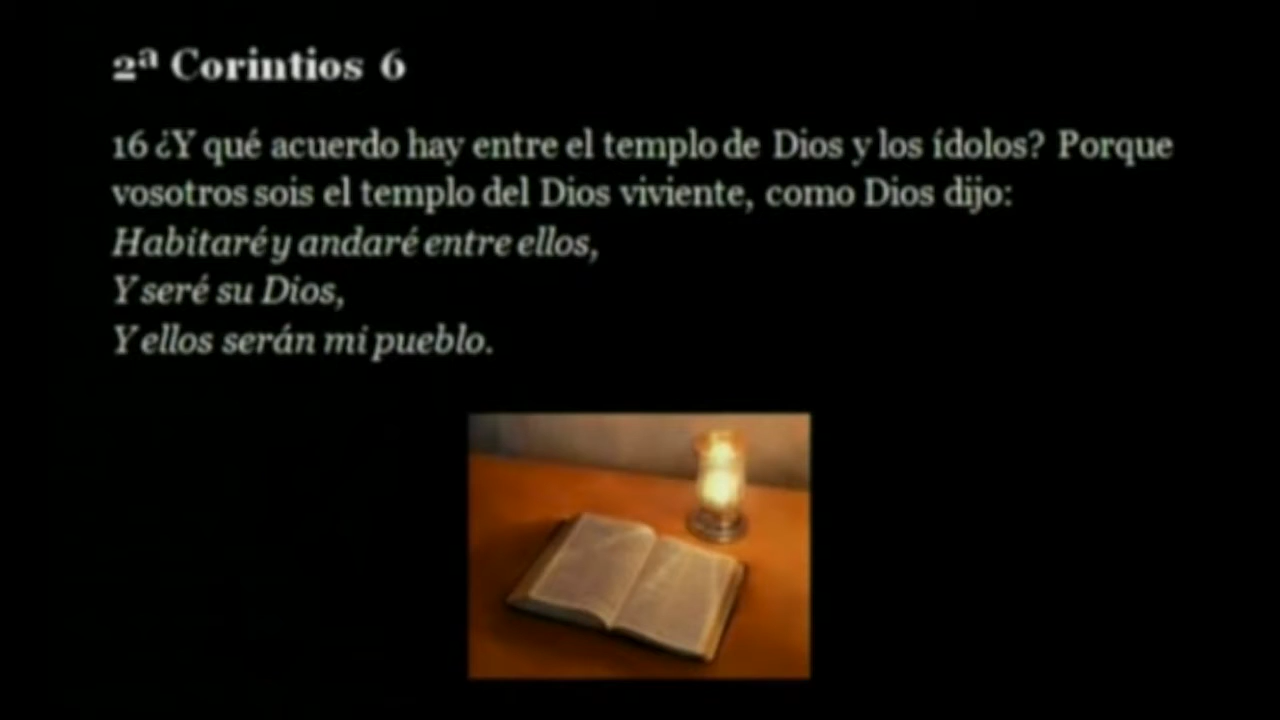 2ª Corintios 6
16 ¿Y qué acuerdo hay entre el templo de Dios y los ídolos? Porque
vosotros sois el templo del Dios viviente, como Dios dijo:
Habitaré y andaré entre ellos,
Y seré su Dios,
Y ellos serán mi pueblo.